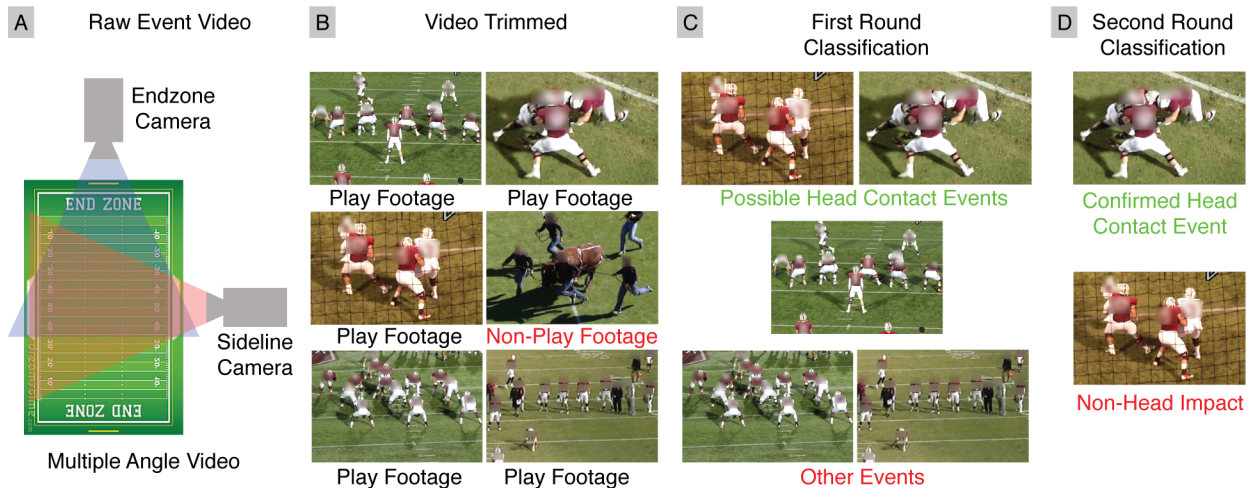 A
Raw Event Video
Endzone
Camera
END ZONE
Sideline
Camera
END ZONE
Multiple Angle Video
B
Video Trimmed
Play Footage
Play Footage
Play Footage
Non-Play Footage
Play Footage
Play Footage
C
First Round
Classification
Possible Head Contact Events
Other Events
D
Second Round
Classification
Confirmed Head
Contact Event
Non-Head Impact